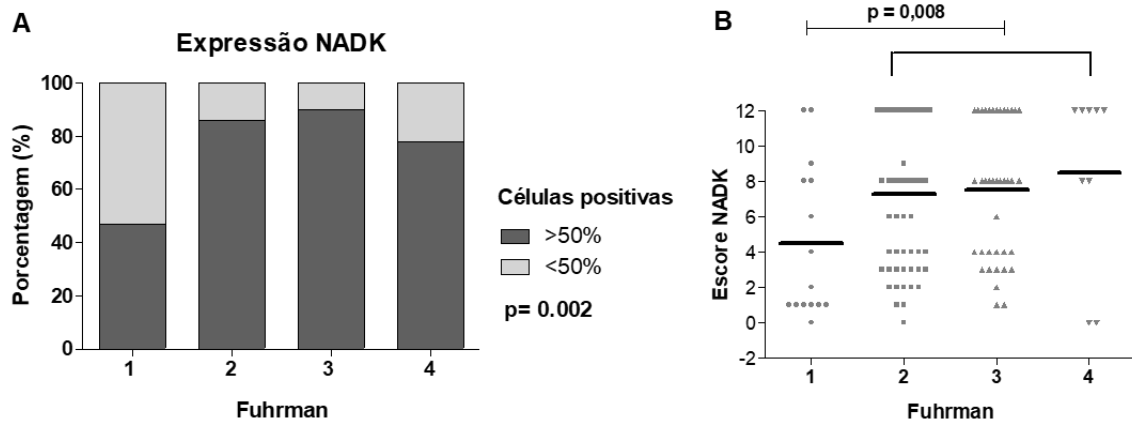 A
Expressão NADK
Porcentagem (%)
100
80
60
40
20
0
1 2 3 4
Fuhrman
Células positivas
>50%
<50%
p= 0.002
B
p = 0,008
Escore NADK
12
10
8
6
4
2
0
-2
1 2 3 4
Fuhrman